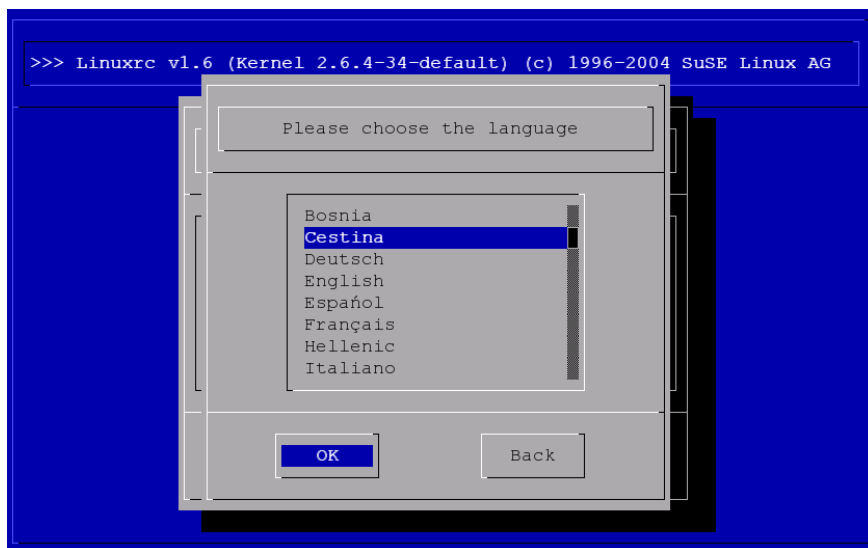 >>> Linuxrc v1.6 (Kernel 2.6.4-34-default) (c) 1996-2004 SuSE Linux AG
Please choose the language
Bosnia
Cestina
Deutsch
English
Espańol
Français
Hellenic
Italiano
OK Back